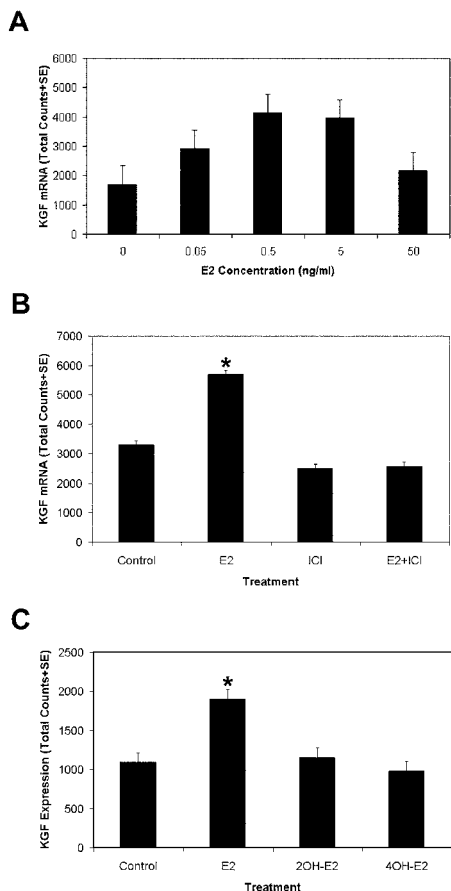 A
KGF mRNA (Total Counts+SE)
6000
5000
4000
3000
2000
1000
0
0 0.05 0.5 5 50
E2 Concentration (ng/ml)
B
KGF mRNA (Total Counts+SE)
7000
6000
5000
4000
3000
2000
1000
0
*
Control E2 ICI E2+ICI
Treatment
C
KGF Expression (Total Counts+SE)
2500
2000
1500
1000
500
0
*
Control E2 2OH-E2 4OH-E2
Treatment